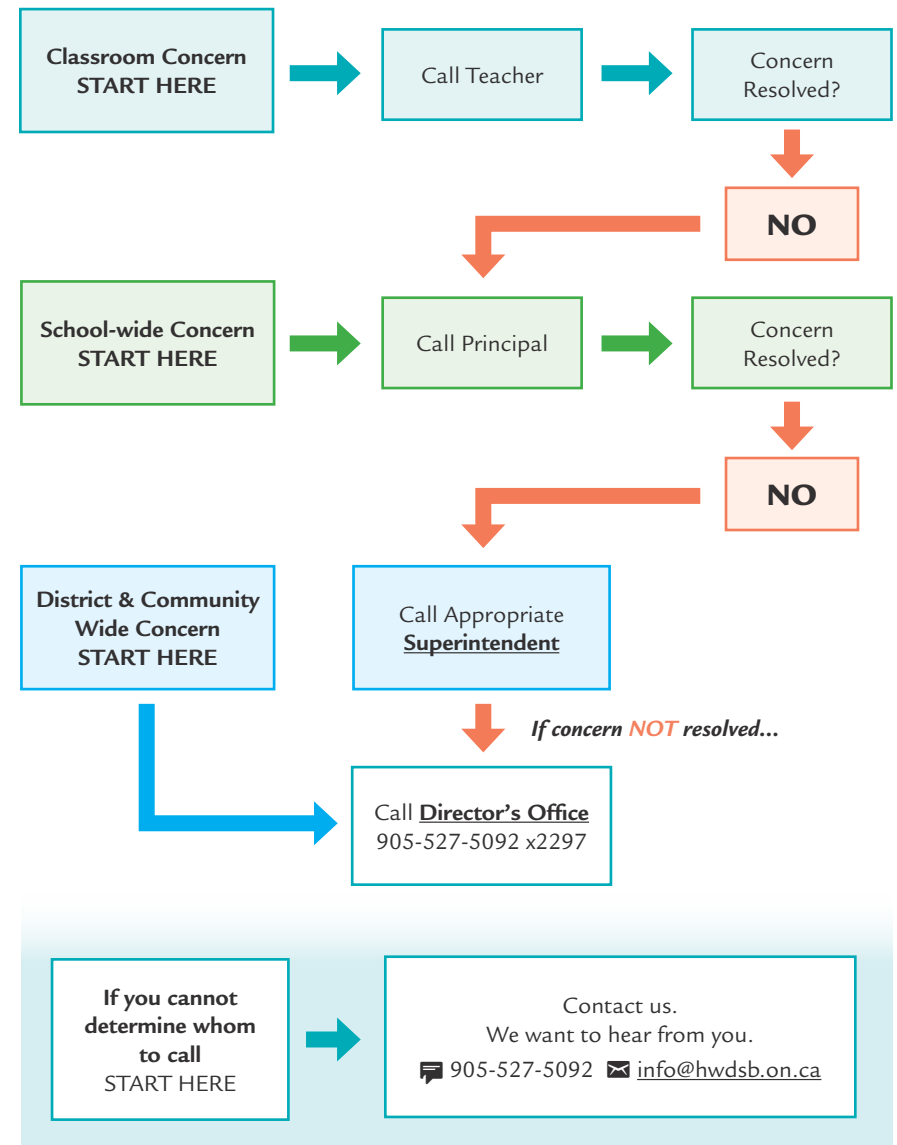 Classroom Concern
START HERE
Call Teacher
Concern
Resolved?
NO
School-wide Concern
START HERE
Call Principal
Concern
Resolved?
NO
District & Community
Wide Concern
START HERE
Call Appropriate
Superintendent
If concern NOT resolved...
Call Director's Office
905-527-5092 x2297
If you cannot
determine whom
to call
START HERE
Contact us.
We want to hear from you.
905-527-5092 info@hwdsb.on.ca